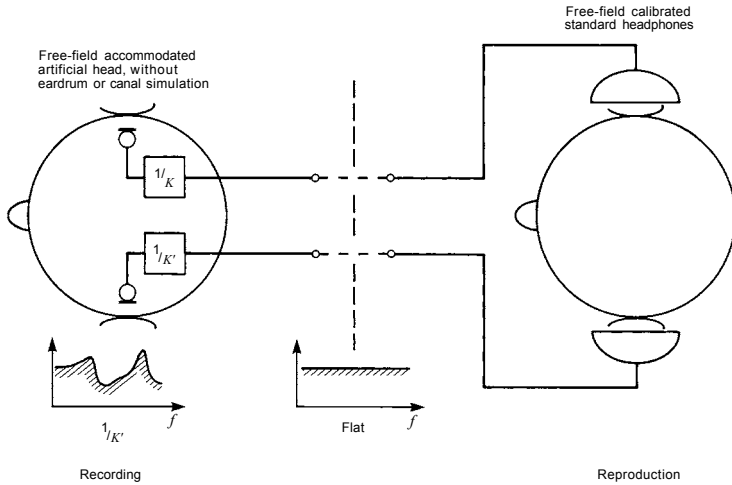 Free-field calibrated
standard headphones
Free-field accommodated
artificial head, without
eardrum or canal simulation
1/K
1/K'
f
1/K'
f
Flat
Recording
Reproduction